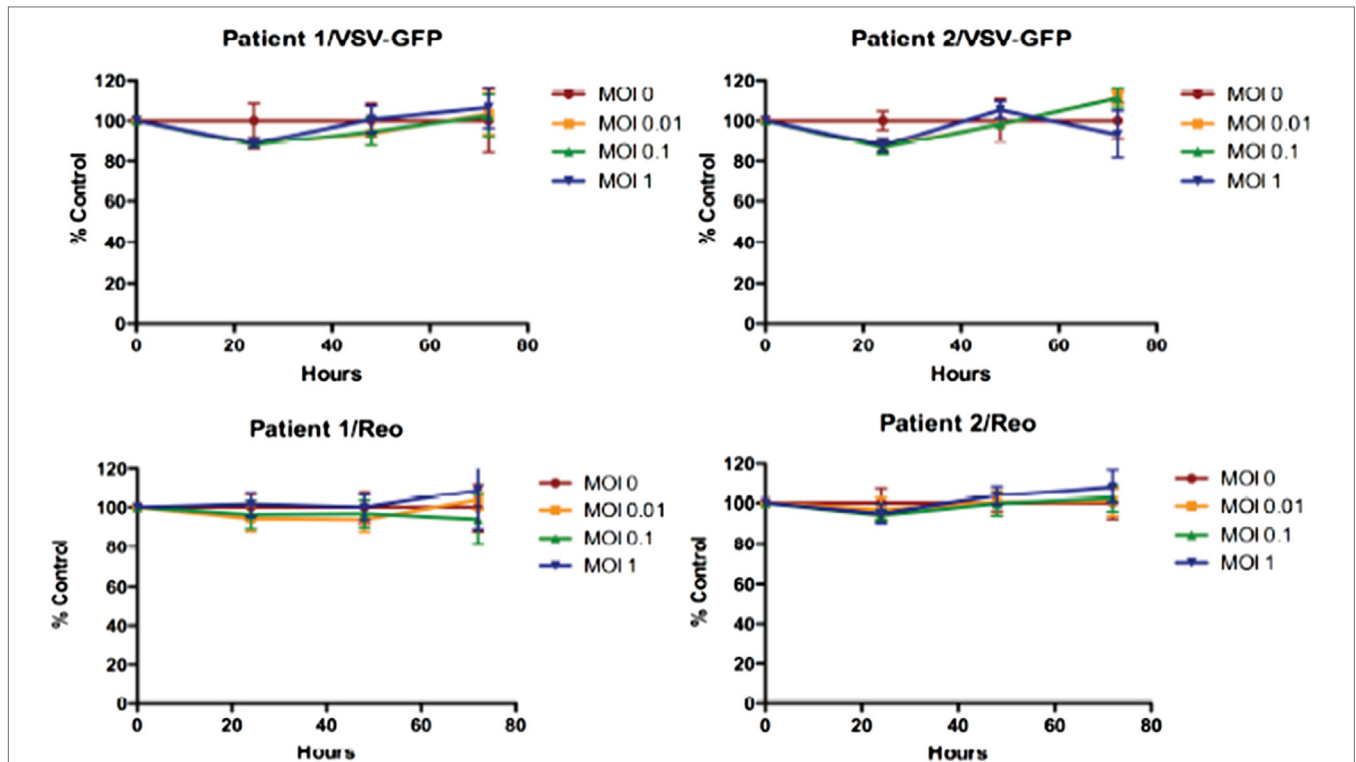 Patient 1/VSV-GFP
120
100
80
60
40
20
0
0 20 40 60 80
% Control
Hours
MOI 0
MOI 0.01
MOI 0.1
MOI 1
Patient 2/VSV-GFP
120
100
80
60
40
20
0
0 20 40 60 80
% Control
Hours
MOI 0
MOI 0.01
MOI 0.1
MOI 1
Patient 1/Reo
120
100
80
60
40
20
0
0 20 40 60 80
% Control
Hours
MOI 0
MOI 0.01
MOI 0.1
MOI 1
Patient 2/Reo
120
100
80
60
40
20
0
0 20 40 60 80
% Control
Hours
MOI 0
MOI 0.01
MOI 0.1
MOI 1